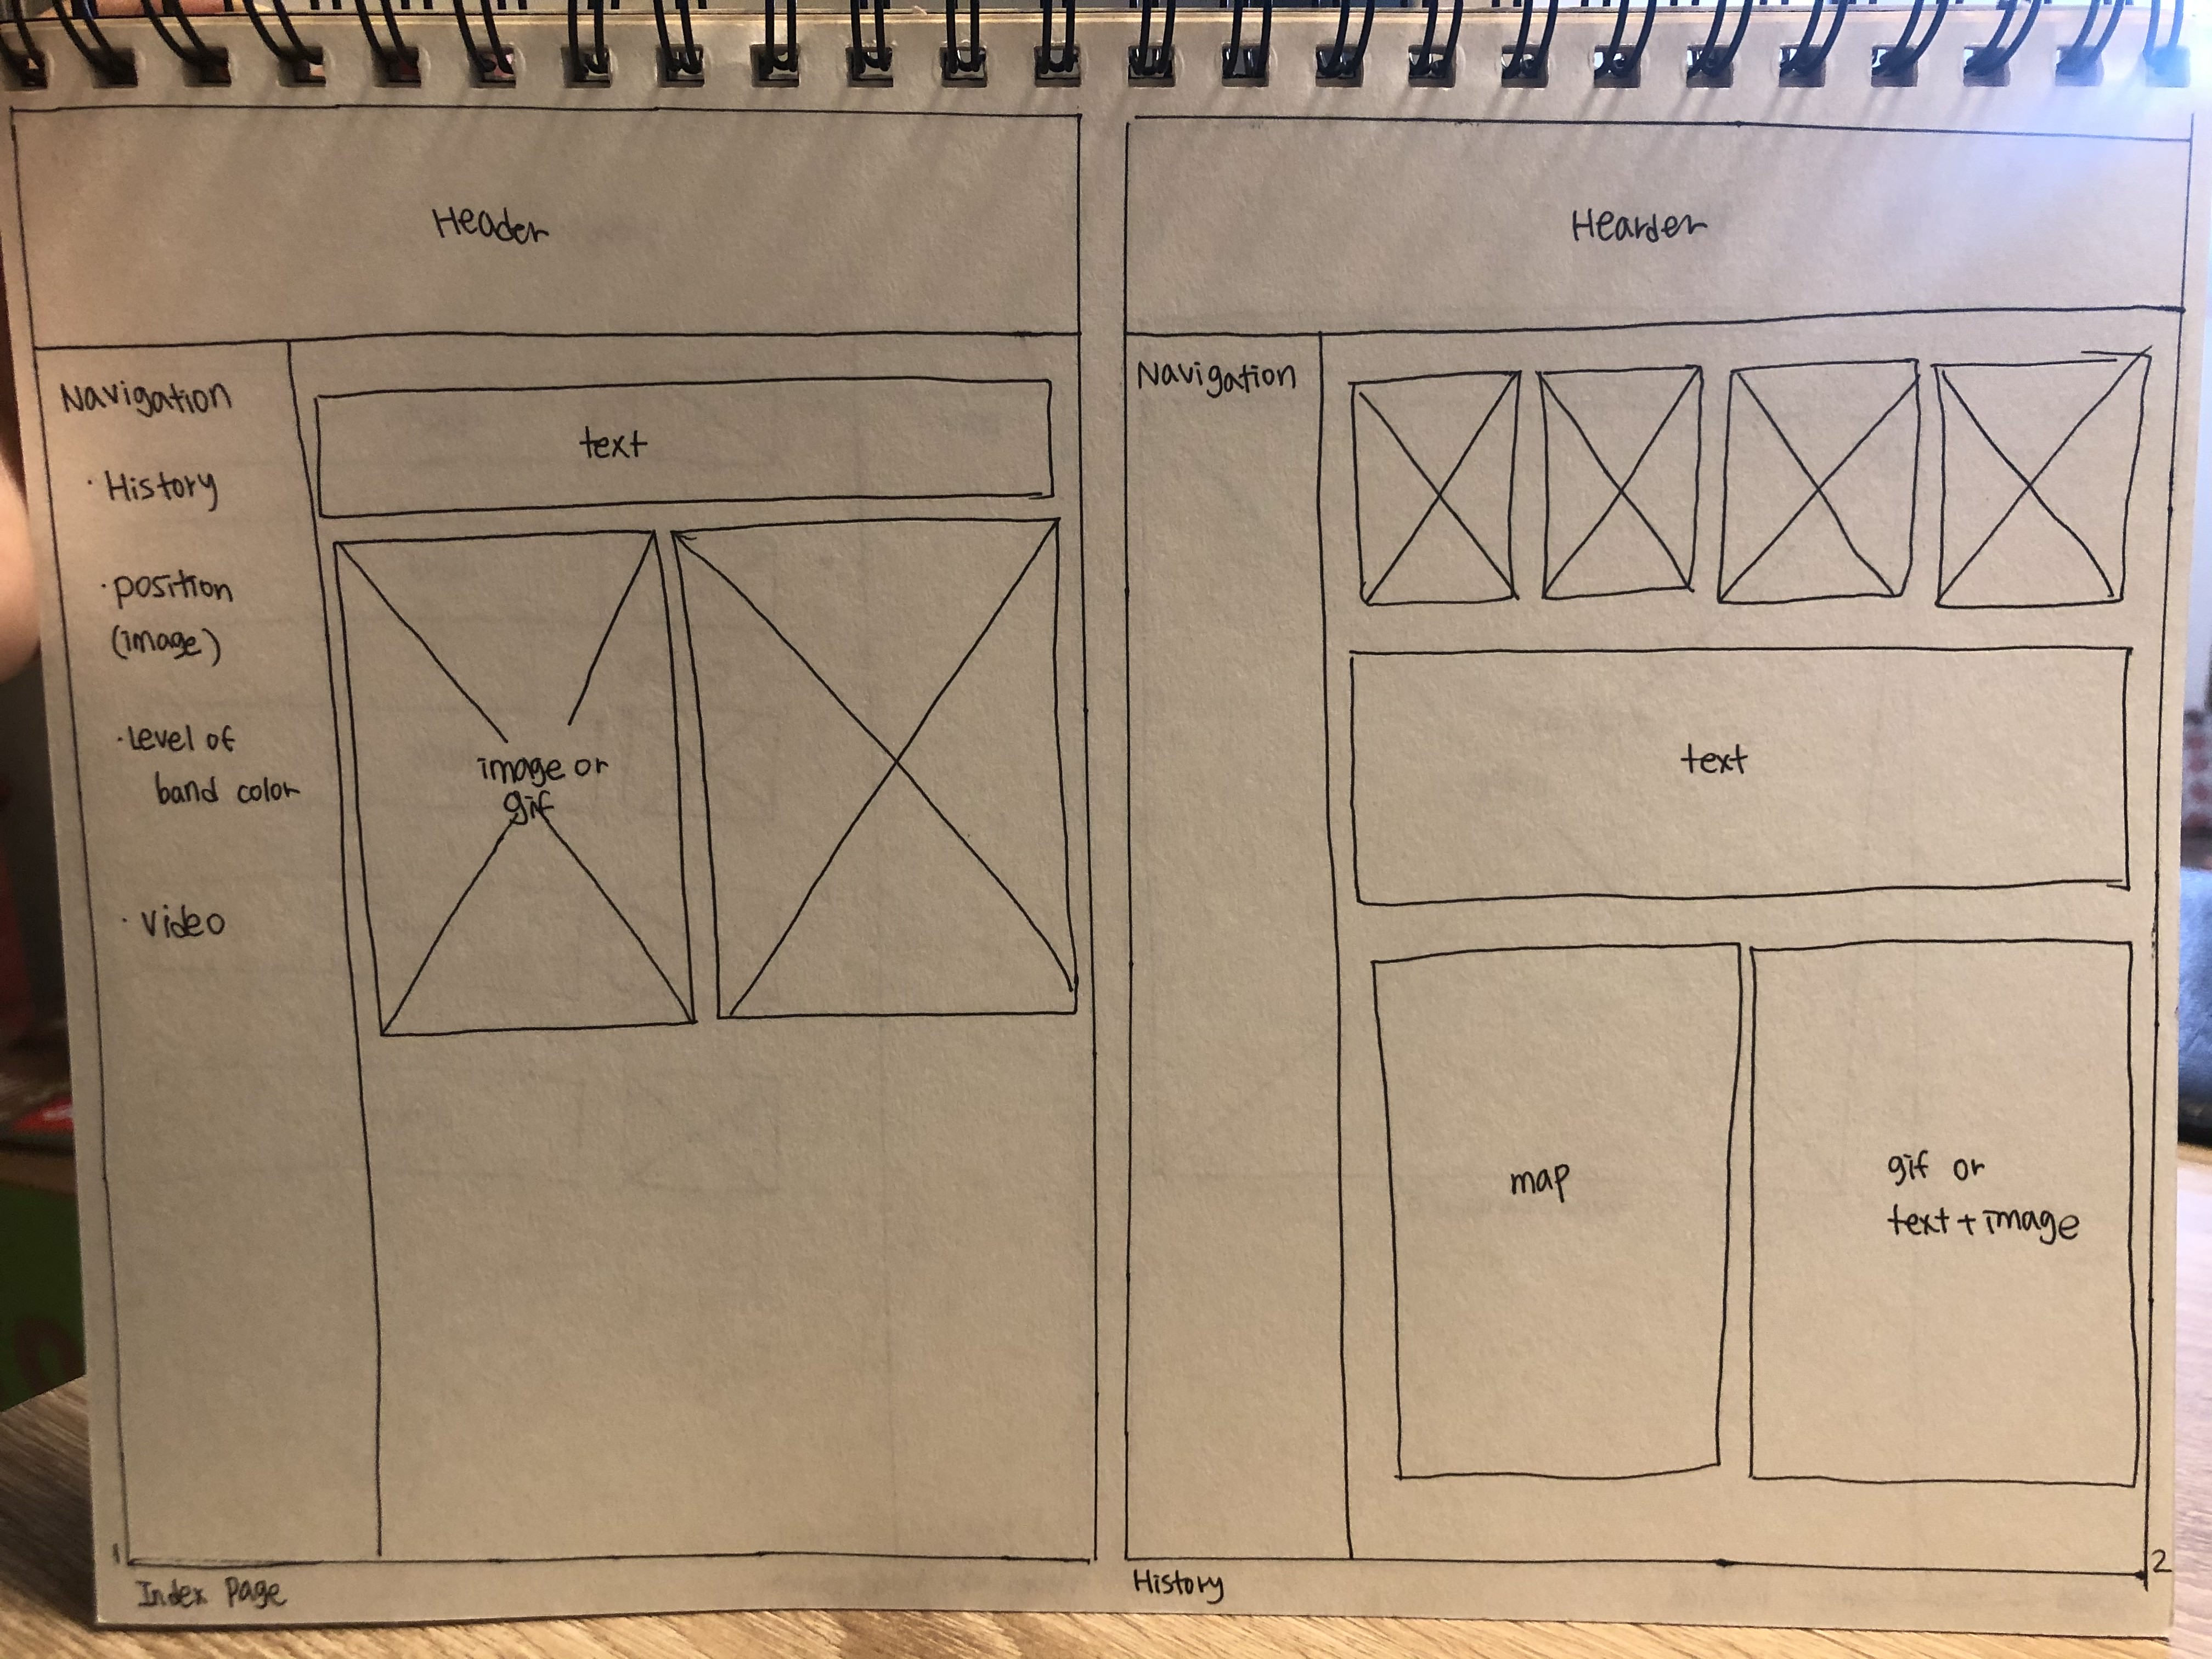 Header
Navigation
· History
· position
(image)
· Level of
band color
· video
text
image or
gif
1
Index Page
Hearder
Navigation
text
map
gif or
text + image
2
History